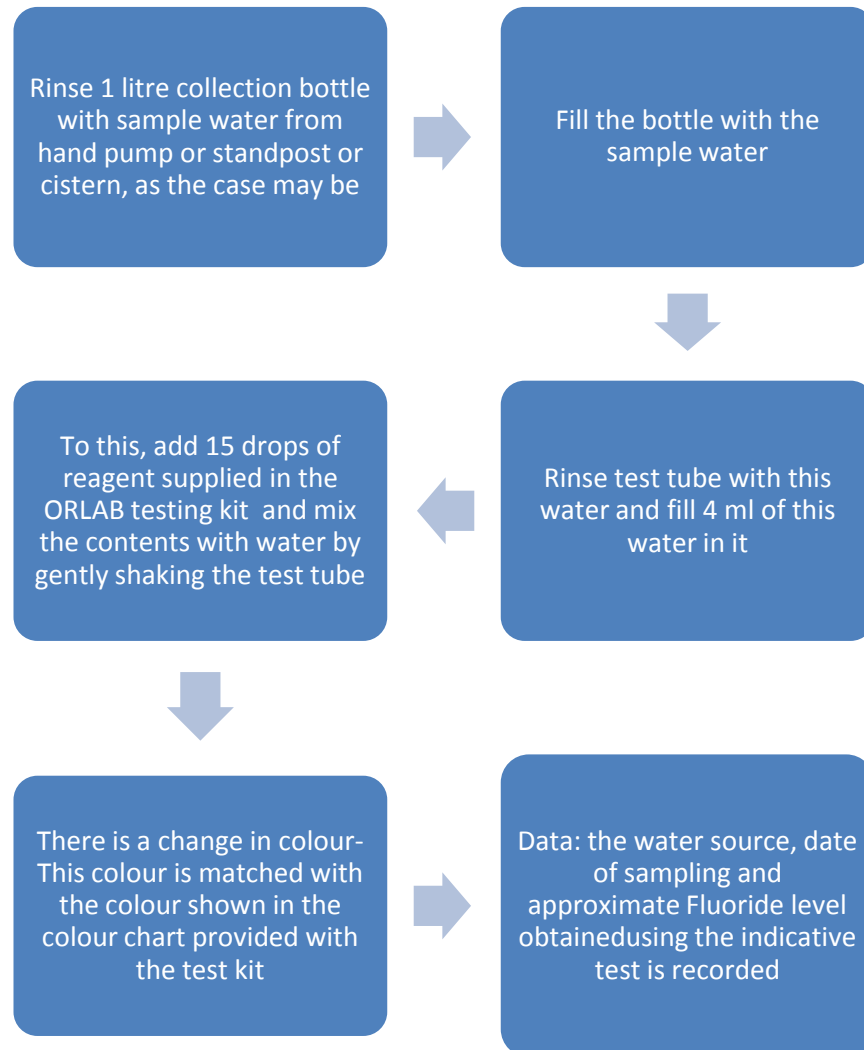 Rinse 1 litre collection bottle
with sample water from
hand pump or standpost or
cistern, as the case may be
Fill the bottle with the
sample water
Rinse test tube with this
water and fill 4 ml of this
water in it
To this, add 15 drops of
reagent supplied in the
ORLAB testing kit and mix
the contents with water by
gently shaking the test tube
There is a change in colour-
This colour is matched with
the colour shown in the
colour chart provided with
the test kit
Data: the water source, date
of sampling and
approximate Fluoride level
obtainedusing the indicative
test is recorded